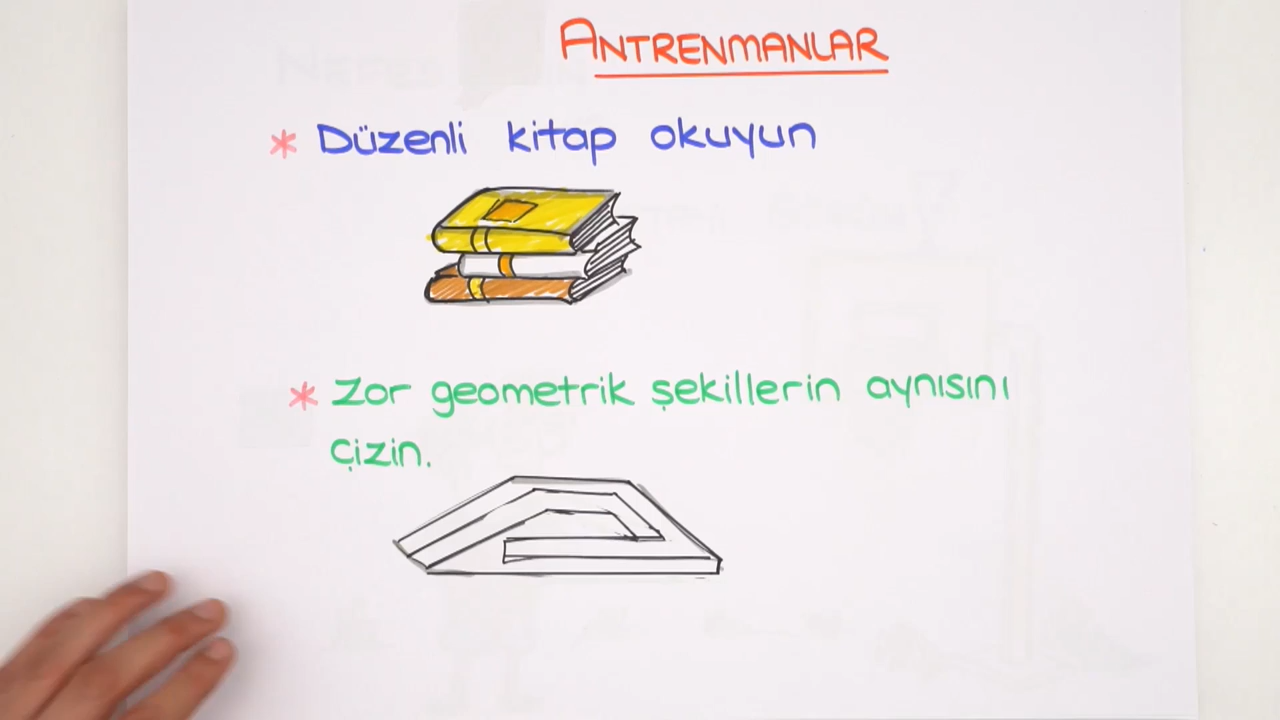 ANTRENMANLAR
* Düzenli kitap okuyun
* Zor geometrik şekillerin aynısını
çizin.